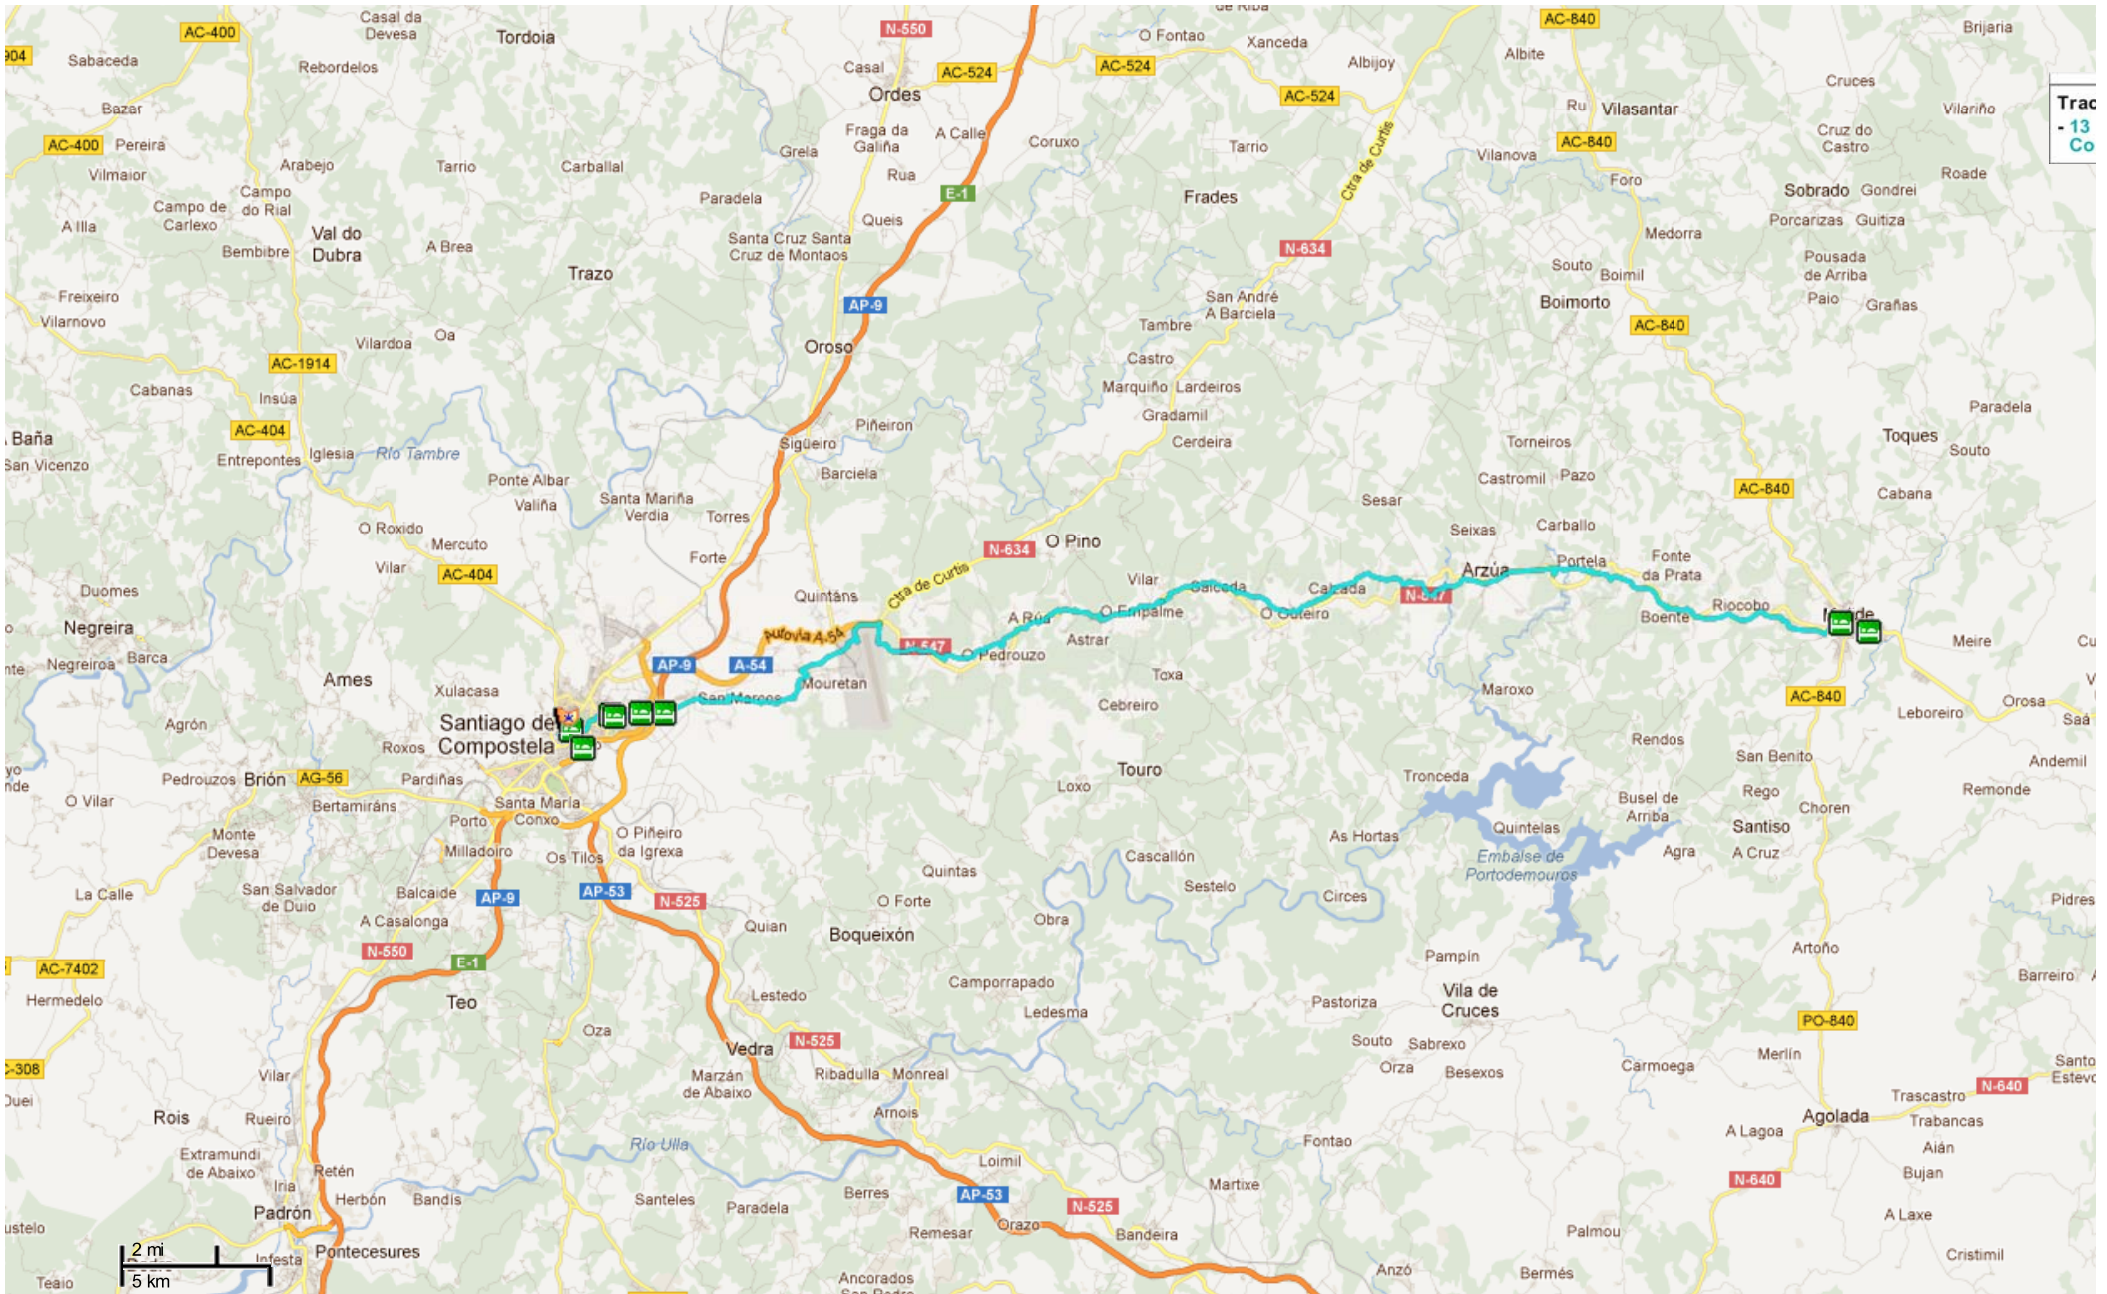 AC-400
Casal da
Devesa
Tordoia
N-550
de Riba
AC-840
Brijaria
904
Sabaceda
Rebordelos
Casal
AC-524
O Fontao
AC-524
Xanceda
Albijoy
Albite
Cruces
Ordes
AC-524
Ru
Vilasantar
Vilariño
Trac
- 13
Co
Bazar
AC-400
Pereira
Fraga da
Galiña
A Calle
Coruxo
Tarrio
Ctra de Curtis
AC-840
Cruz do
Castro
Vilmaior
Arabejo
Tarrio
Carballal
Grela
Rua
Vilanova
Foro
Sobrado
Gondrei
Roade
Campo
do Rial
Campo de
Carlexo
Paradela
E-1
Frades
Porcarizas
Guitiza
A Illa
Val do
Dubra
A Brea
Queis
Santa Cruz Santa
Cruz de Montaos
N-634
Medorra
Bembibre
Trazo
Souto
Boimil
Pousada
de Arriba
Freixeiro
AP-9
San André
A Barciela
Boimorto
Paio
Grañas
Vilarnovo
Oa
Vilardoa
Oroso
Tambre
AC-840
AC-1914
Castro
Cabanas
Insúa
Marquiño
Lardeiros
Gradamil
Paradela
Baña
AC-404
Piñeiron
Sigüeiro
Cerdeira
Torneiros
Toques
Souto
San Vicenzo
Entrepontes
Iglesia
Río Tambre
Barciela
Castromil
Pazo
Ponte Albar
Valiña
Santa Mariña
Verdia
Torres
Sesar
AC-840
Cabana
O Roxido
Mercuto
Forte
N-634
O Pino
Seixas
Carballo
Vilar
AC-404
Ctra de Curtis
Arzúa
Portela
Fonte
da Prata
Duomes
Quintáns
Vilar
Salceda
Calzada
N-547
Negreira
Autovía A-54
A Rúa
O Empalme
O Outeiro
Boente
Riocobo
Negreiroa
Barca
N-547
Astrar
Meire
Ames
AP-9
A-54
O Pedrouzo
Xulacasa
San Marcos
Mouretan
Toxa
Maroxo
AC-840
Orosa
Saá
Agrón
Santiago de
Compostela
Cebreiro
Leboreiro
Roxos
Rendos
San Benito
Pedrouzos
Brión
AG-56
Pardiñas
Touro
Tronceda
Andemil
O Vilar
Bertamiráns
Santa María
Loxo
Busel de
Arriba
Rego
Remonde
Porto
Conxo
Choren
Monte
Devesa
Milladoiro
O Piñeiro
da Igrexa
As Hortas
Quintelas
Santiso
Os Tilos
Cascallón
Embalse de
Portodemouros
Agra
A Cruz
La Calle
San Salvador
de Duio
Balcaide
AP-9
AP-53
N-525
Quintas
Sestelo
Circes
A Casalonga
O Forte
Obra
Pidres
N-550
E-1
Quian
Boqueixón
Artoño
AC-7402
Pampín
Barreiro
Hermedelo
Teo
Lestedo
Camporrapado
Ledesma
Pastoriza
Vila de
Cruces
PO-840
Oza
Vedra
N-525
Souto
Sabrexo
Merlín
C-308
Vilar
Marzán
de Abaixo
Ribadulla
Monreal
Orza
Besexos
Carmoega
Santo
Estevo
N-640
Rois
Rueiro
Arnois
Trascastro
Agolada
Trabancas
Río Ulla
Fontao
A Lagoa
Aián
Extramundi
de Abaixo
Retén
Loimil
Bujan
Iria
Herbón
Bandís
Santeles
Paradela
Berres
AP-53
Martixe
N-640
Padrón
N-525
A Laxe
Remesar
Orazo
Bandeira
Palmou
2 mi
Infesta
Pontecesures
Cristimil
5 km
Teaio
Ancorados
Anzó
Bermés